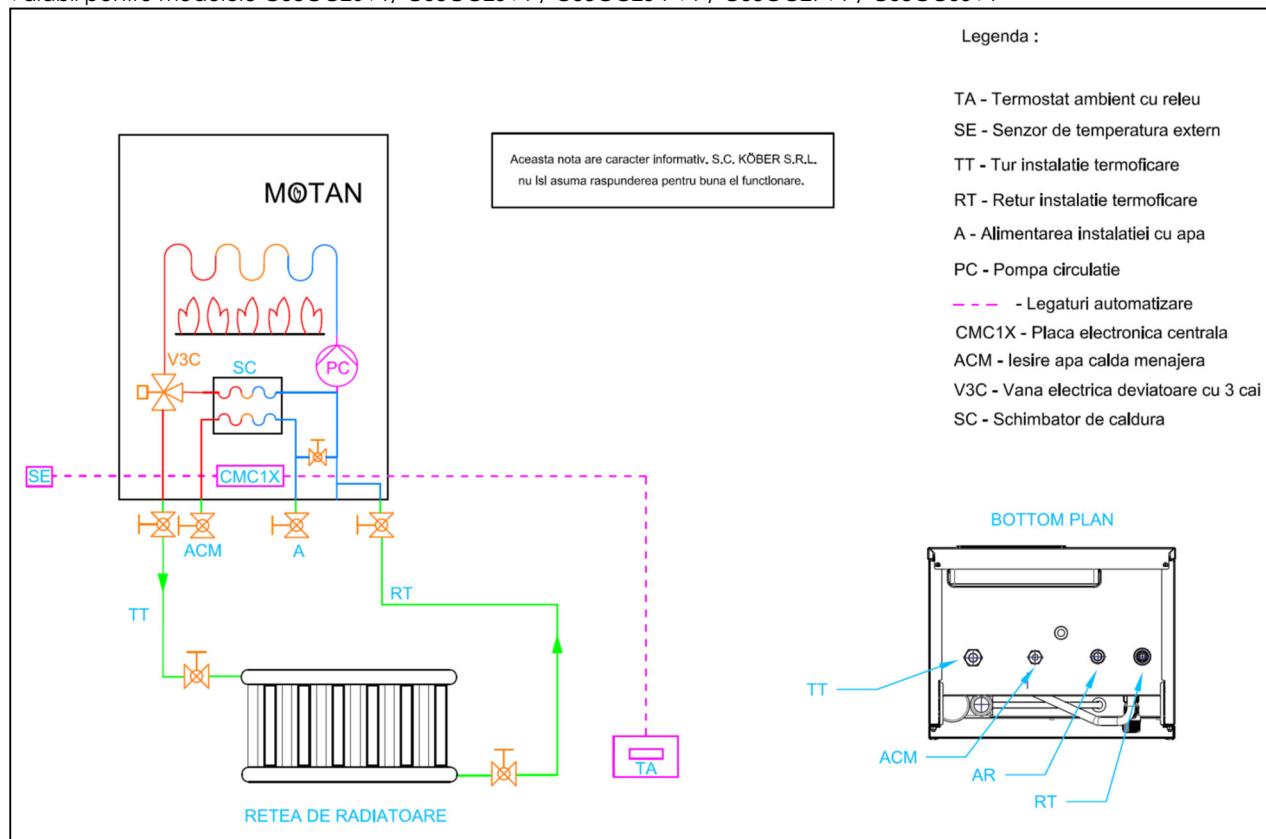 Legenda :
TA - Termostat ambient cu releu
SE - Senzor de temperatura extern
TT - Tur instalatie termoficare
RT - Retur instalatie termoficare
A - Alimentarea instalatiei cu apa
PC - Pompa circulatie
- Legaturi automatizare
CMC1X - Placa electronica centrala
ACM - Iesire apa calda menajera
V3C - Vana electrica deviatoare cu 3 cai
SC - Schimbator de caldura
Aceasta nota are caracter informativ. S.C. KÖBER S.R.L.
nu Isl asuma raspunderea pentru buna el functlonare.
MOTAN
V3C
SC
PC
SE
CMC1X
ACM
A
TT
RT
TA
RETEA DE RADIATOARE
BOTTOM PLAN
TT
ACM
AR
RT